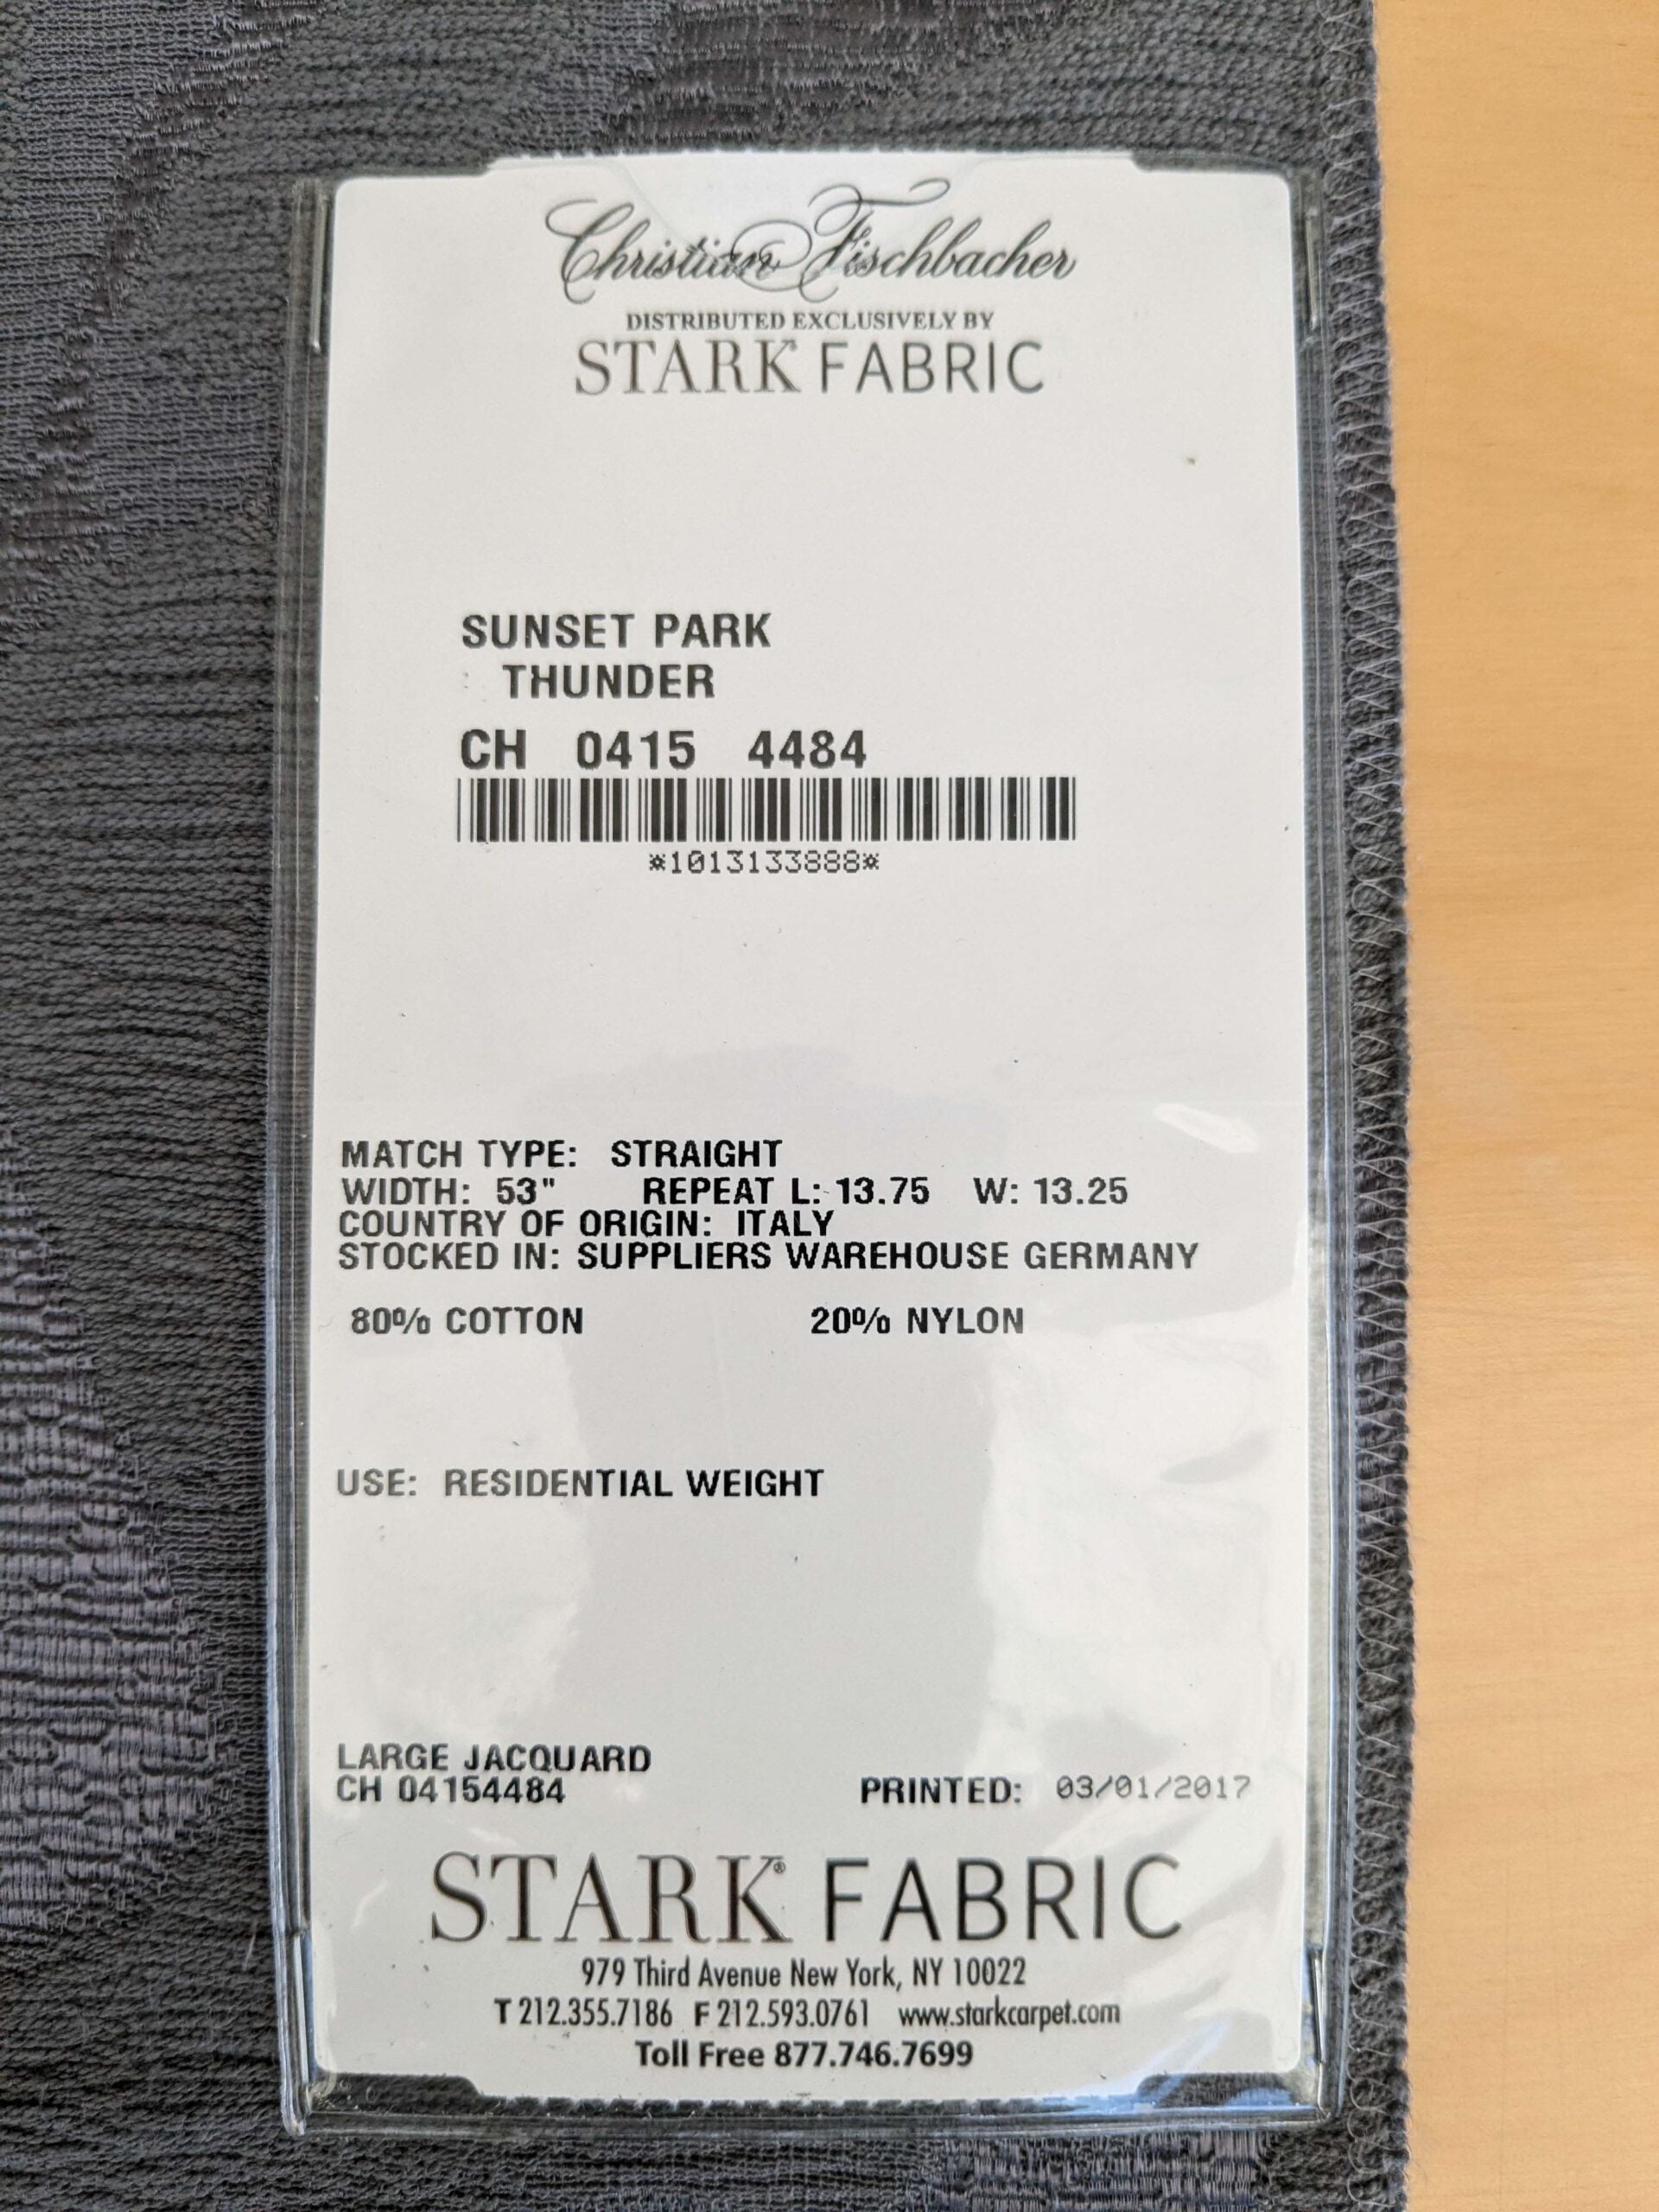 Christian Fischbacher
DISTRIBUTED EXCLUSIVELY BY
STARK FABRIC
SUNSET PARK
THUNDER
CH 0415 4484
*1013133888*
MATCH TYPE: STRAIGHT
WIDTH: 53" REPEAT L: 13.75 W: 13.25
COUNTRY OF ORIGIN: ITALY
STOCKED IN: SUPPLIERS WAREHOUSE GERMANY
80% COTTON 20% NYLON
USE: RESIDENTIAL WEIGHT
LARGE JACQUARD
CH 04154484 PRINTED: 03/01/2017
STARK® FABRIC
979 Third Avenue New York, NY 10022
T 212.355.7186 F 212.593.0761 www.starkcarpet.com
Toll Free 877.746.7699